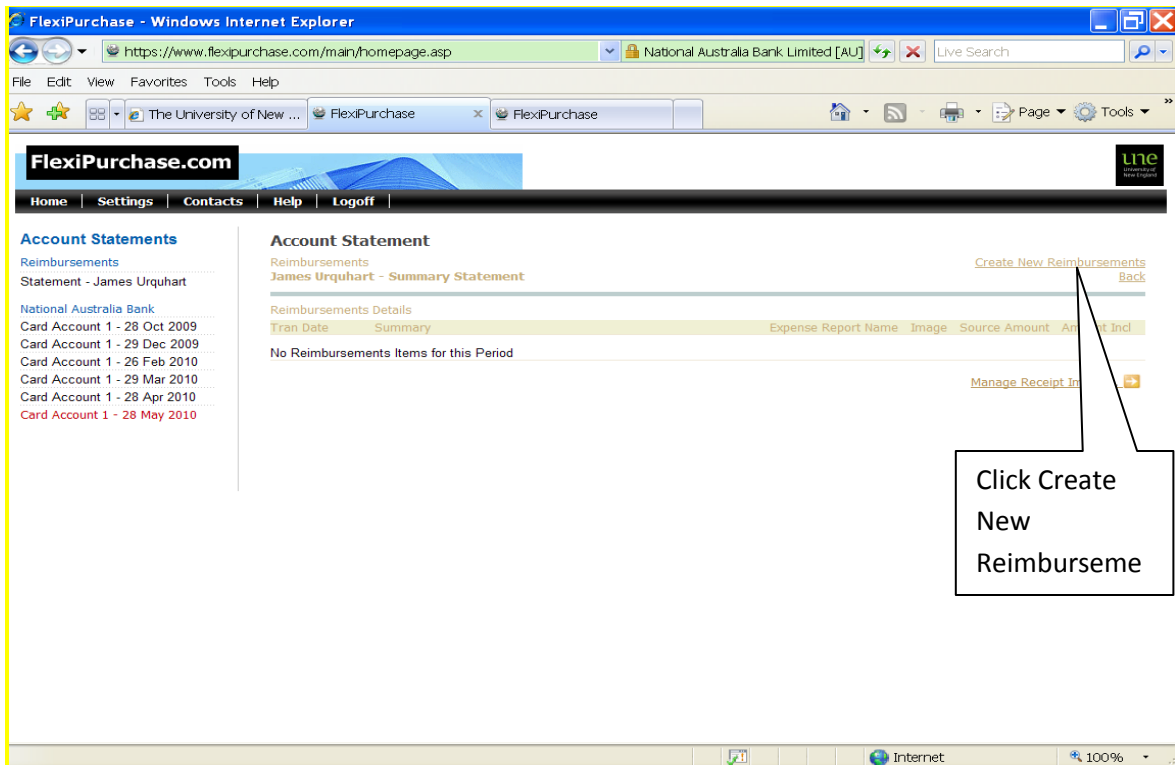 FlexiPurchase - Windows Internet Explorer
https://www.flexipurchase.com/main/homepage.asp
National Australia Bank Limited [AU]
Live Search
File Edit View Favorites Tools Help
The University of New ...
FlexiPurchase
FlexiPurchase
Page
Tools
FlexiPurchase.com
une
University of
New England
Home | Settings | Contacts | Help | Logoff |
Account Statements
Reimbursements
Statement - James Urquhart
National Australia Bank
Card Account 1 - 28 Oct 2009
Card Account 1 - 29 Dec 2009
Card Account 1 - 26 Feb 2010
Card Account 1 - 29 Mar 2010
Card Account 1 - 28 Apr 2010
Card Account 1 - 28 May 2010
Account Statement
Reimbursements
Create New Reimbursements
James Urquhart - Summary Statement
Back
Reimbursements Details
Tran Date Summary Expense Report Name Image Source Amount Incl
No Reimbursements Items for this Period
Manage Receipt
Click Create
New
Reimburseme
Internet
100%